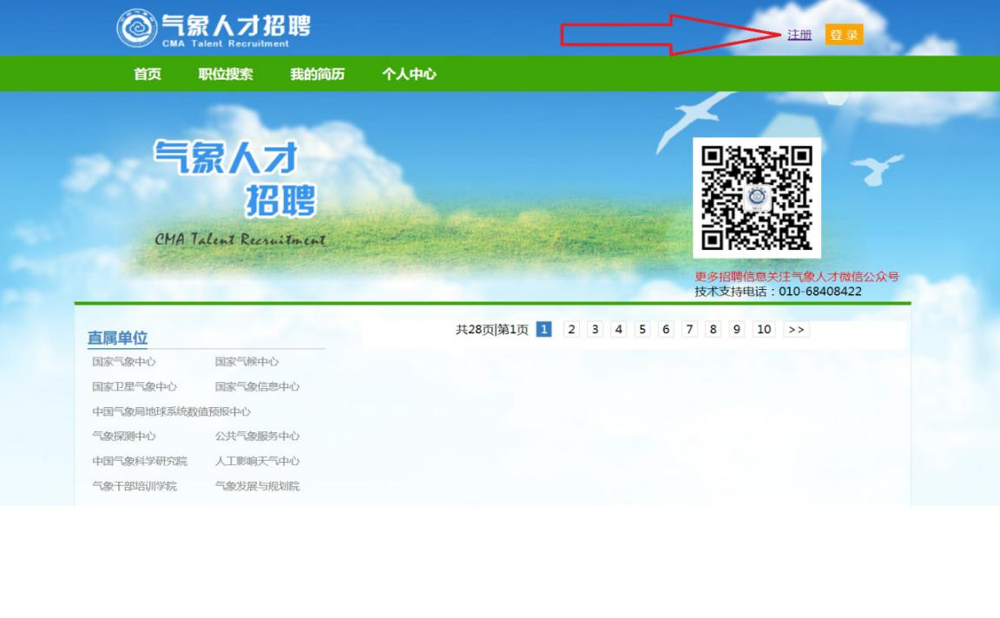 气象人才招聘
CMA Talent Recruitment
注册 登 录
首页 职位搜索 我的简历 个人中心
气象人才
招聘
CMA Talent Recruitment
更多招聘信息关注气象人才微信公众号
技术支持电话：010-68408422
共28页|第1页 1 2 3 4 5 6 7 8 9 10 >>
直属单位
国家气象中心 国家气候中心
国家卫星气象中心 国家气象信息中心
中国气象局地球系统数值预报中心
气象探测中心 公共气象服务中心
中国气象科学研究院 人工影响天气中心
气象干部培训学院 气象发展与规划院